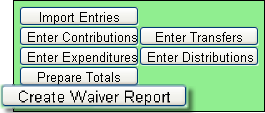 Import Entries
Enter Contributions Enter Transfers
Enter Expenditures Enter Distributions
Prepare Totals
Create Waiver Report